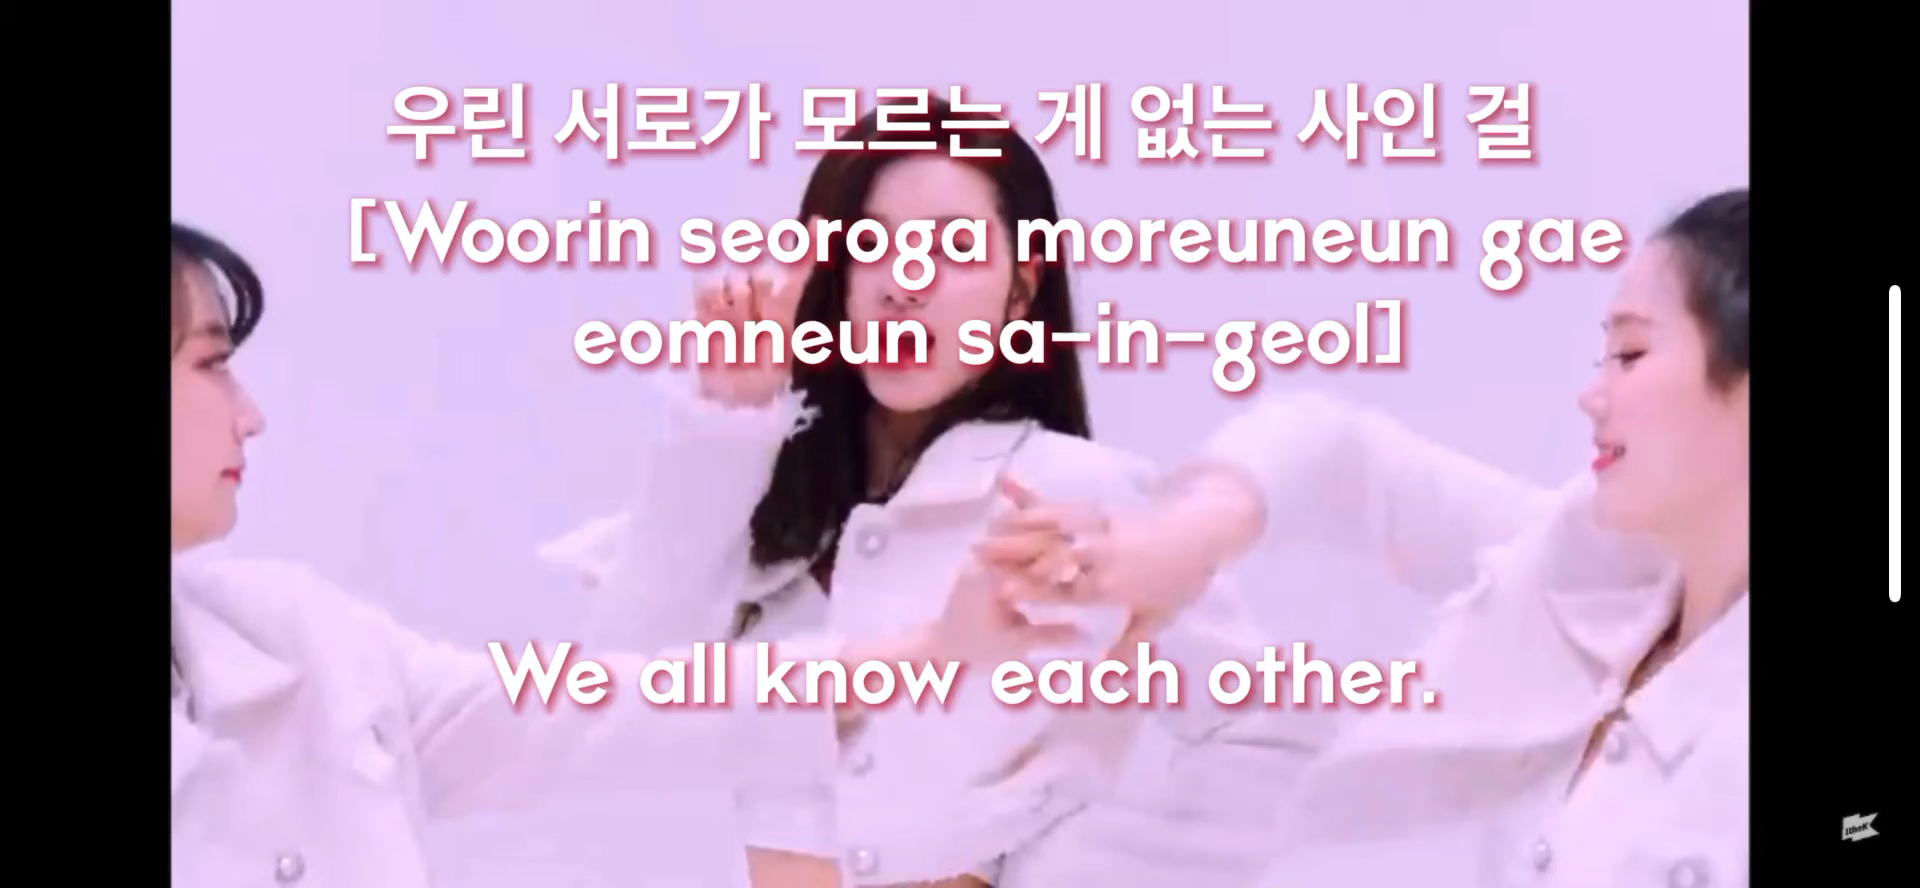 우린 서로가 모르는 게 없는 사인 걸
[Woorin seoroga moreuneun gae
eomneun sa-in-geol]
We all know each other.
1theK